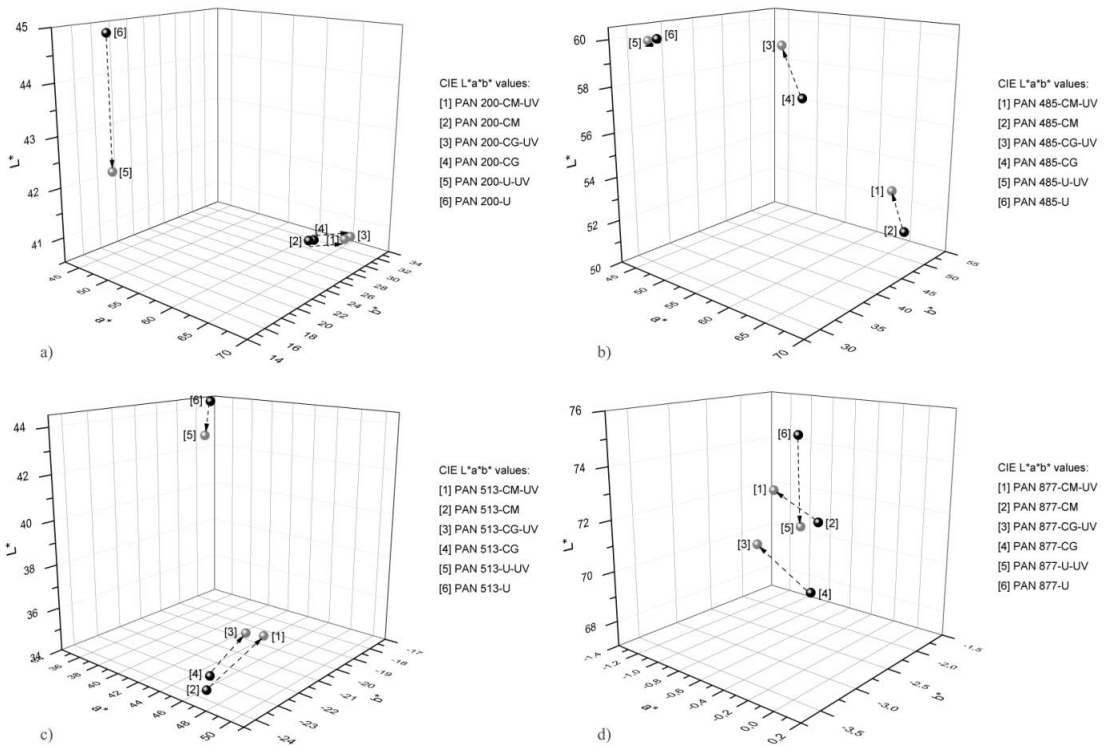 45
44
43
42
41
L*
45
50
55
60
65
70
a*
14
16
18
20
22
24
26
28
30
32
34
b*
[6]
[5]
[4]
[2]
[1]
[3]
CIE L*a*b* values:
[1] PAN 200-CM-UV
[2] PAN 200-CM
[3] PAN 200-CG-UV
[4] PAN 200-CG
[5] PAN 200-U-UV
[6] PAN 200-U
a)
60
58
56
54
52
50
L*
45
50
55
60
65
70
a*
30
35
40
45
50
55
b*
[5]
[6]
[3]
[4]
[1]
[2]
CIE L*a*b* values:
[1] PAN 485-CM-UV
[2] PAN 485-CM
[3] PAN 485-CG-UV
[4] PAN 485-CG
[5] PAN 485-U-UV
[6] PAN 485-U
b)
44
42
40
38
36
34
L*
34
36
38
40
42
44
46
48
50
a*
-24
-23
-22
-21
-20
-19
-18
-17
b*
[6]
[5]
[3]
[1]
[4]
[2]
CIE L*a*b* values:
[1] PAN 513-CM-UV
[2] PAN 513-CM
[3] PAN 513-CG-UV
[4] PAN 513-CG
[5] PAN 513-U-UV
[6] PAN 513-U
c)
76
74
72
70
68
L*
-1.4
-1.2
-1.0
-0.8
-0.6
-0.4
-0.2
0.0
0.2
a*
-3.5
-3.0
-2.5
-2.0
-1.5
b*
[6]
[1]
[2]
[5]
[3]
[4]
CIE L*a*b* values:
[1] PAN 877-CM-UV
[2] PAN 877-CM
[3] PAN 877-CG-UV
[4] PAN 877-CG
[5] PAN 877-U-UV
[6] PAN 877-U
d)